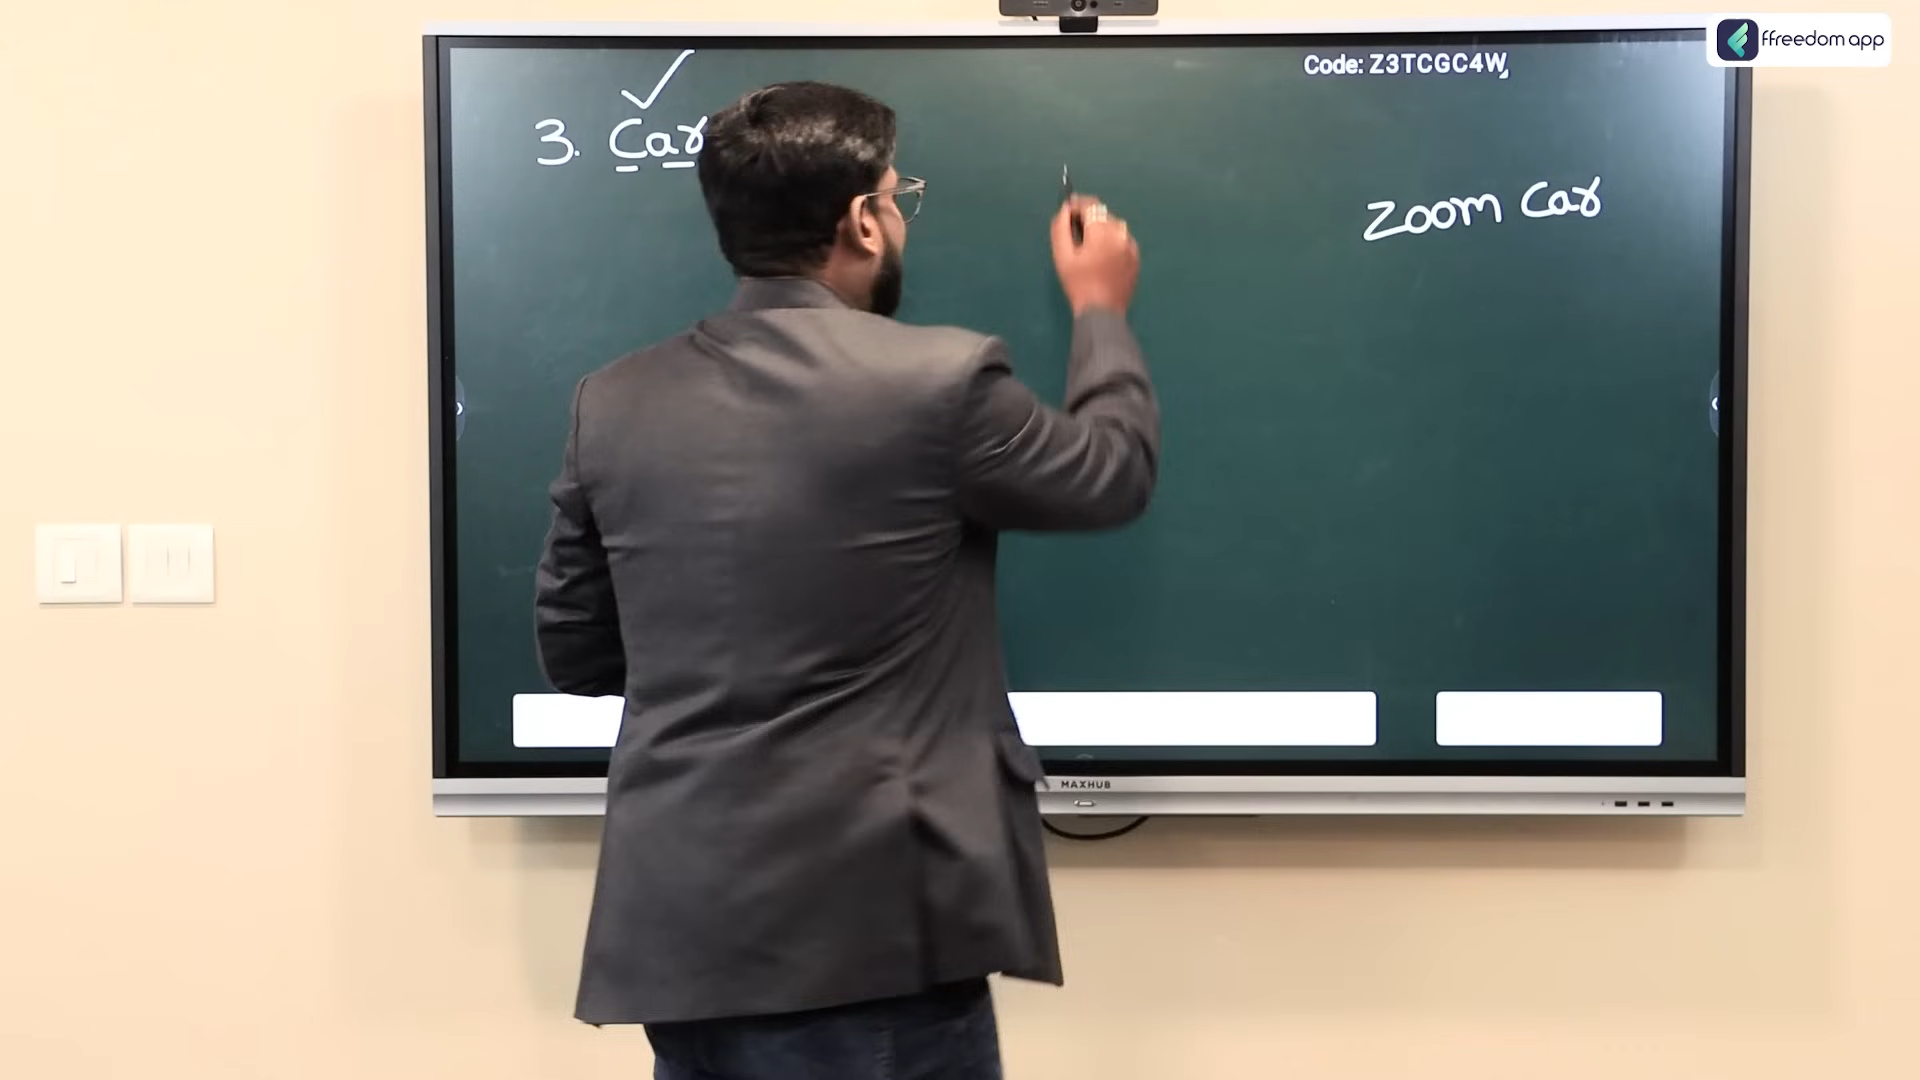 ffreedom app
Code: Z3TCGC4W
3. Car
Zoom Car
MAXHUB